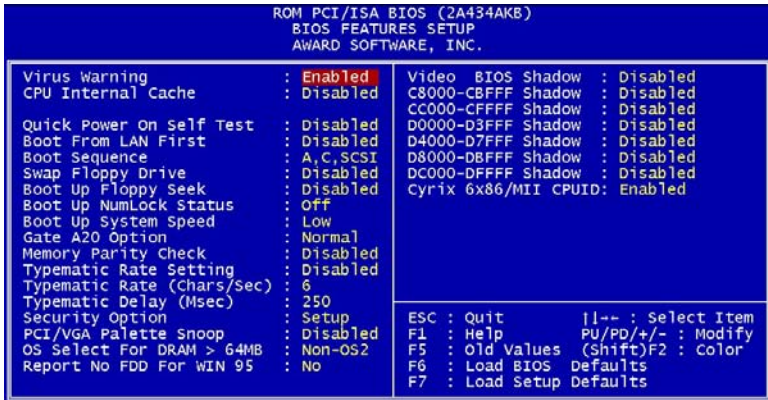 ROM PCI/ISA BIOS (2A434AKB)
BIOS FEATURES SETUP
AWARD SOFTWARE, INC.
Virus Warning : Enabled
CPU Internal Cache : Disabled
Quick Power On Self Test : Disabled
Boot From LAN First : Disabled
Boot Sequence : A,C,SCSI
Swap Floppy Drive : Disabled
Boot Up Floppy Seek : Disabled
Boot Up NumLock Status : Off
Boot Up System Speed : Low
Gate A20 Option : Normal
Memory Parity Check : Disabled
Typematic Rate Setting : Disabled
Typematic Rate (Chars/Sec) : 6
Typematic Delay (Msec) : 250
Security Option : Setup
PCI/VGA Palette Snoop : Disabled
OS Select For DRAM > 64MB : Non-OS2
Report No FDD For WIN 95 : No
Video BIOS Shadow : Disabled
C8000-CBFFF Shadow : Disabled
CC000-CFFFF Shadow : Disabled
D0000-D3FFF Shadow : Disabled
D4000-D7FFF Shadow : Disabled
D8000-DBFFF Shadow : Disabled
DC000-DFFFF Shadow : Disabled
Cyrix 6x86/MII CPUID: Enabled
ESC : Quit ↑↓→← : Select Item
F1 : Help PU/PD/+/- : Modify
F5 : Old Values (Shift)F2 : Color
F6 : Load BIOS Defaults
F7 : Load Setup Defaults